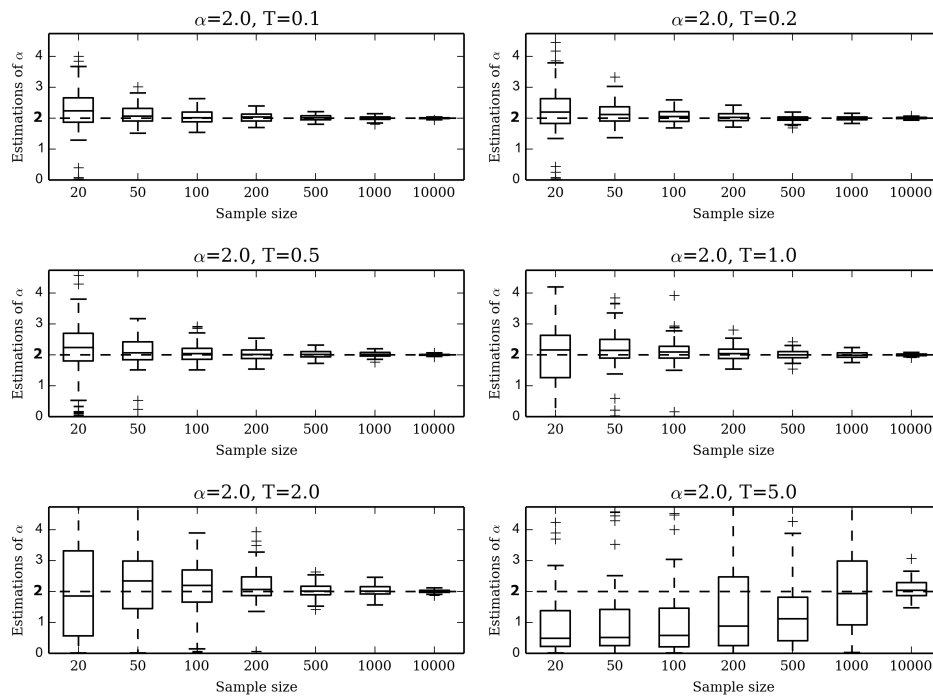 α=2.0, T=0.1
Estimations of α
4
3
2
1
0
20 50 100 200 500 1000 10000
Sample size
α=2.0, T=0.2
Estimations of α
4
3
2
1
0
20 50 100 200 500 1000 10000
Sample size
α=2.0, T=0.5
Estimations of α
4
3
2
1
0
20 50 100 200 500 1000 10000
Sample size
α=2.0, T=1.0
Estimations of α
4
3
2
1
0
20 50 100 200 500 1000 10000
Sample size
α=2.0, T=2.0
Estimations of α
4
3
2
1
0
20 50 100 200 500 1000 10000
Sample size
α=2.0, T=5.0
Estimations of α
4
3
2
1
0
20 50 100 200 500 1000 10000
Sample size